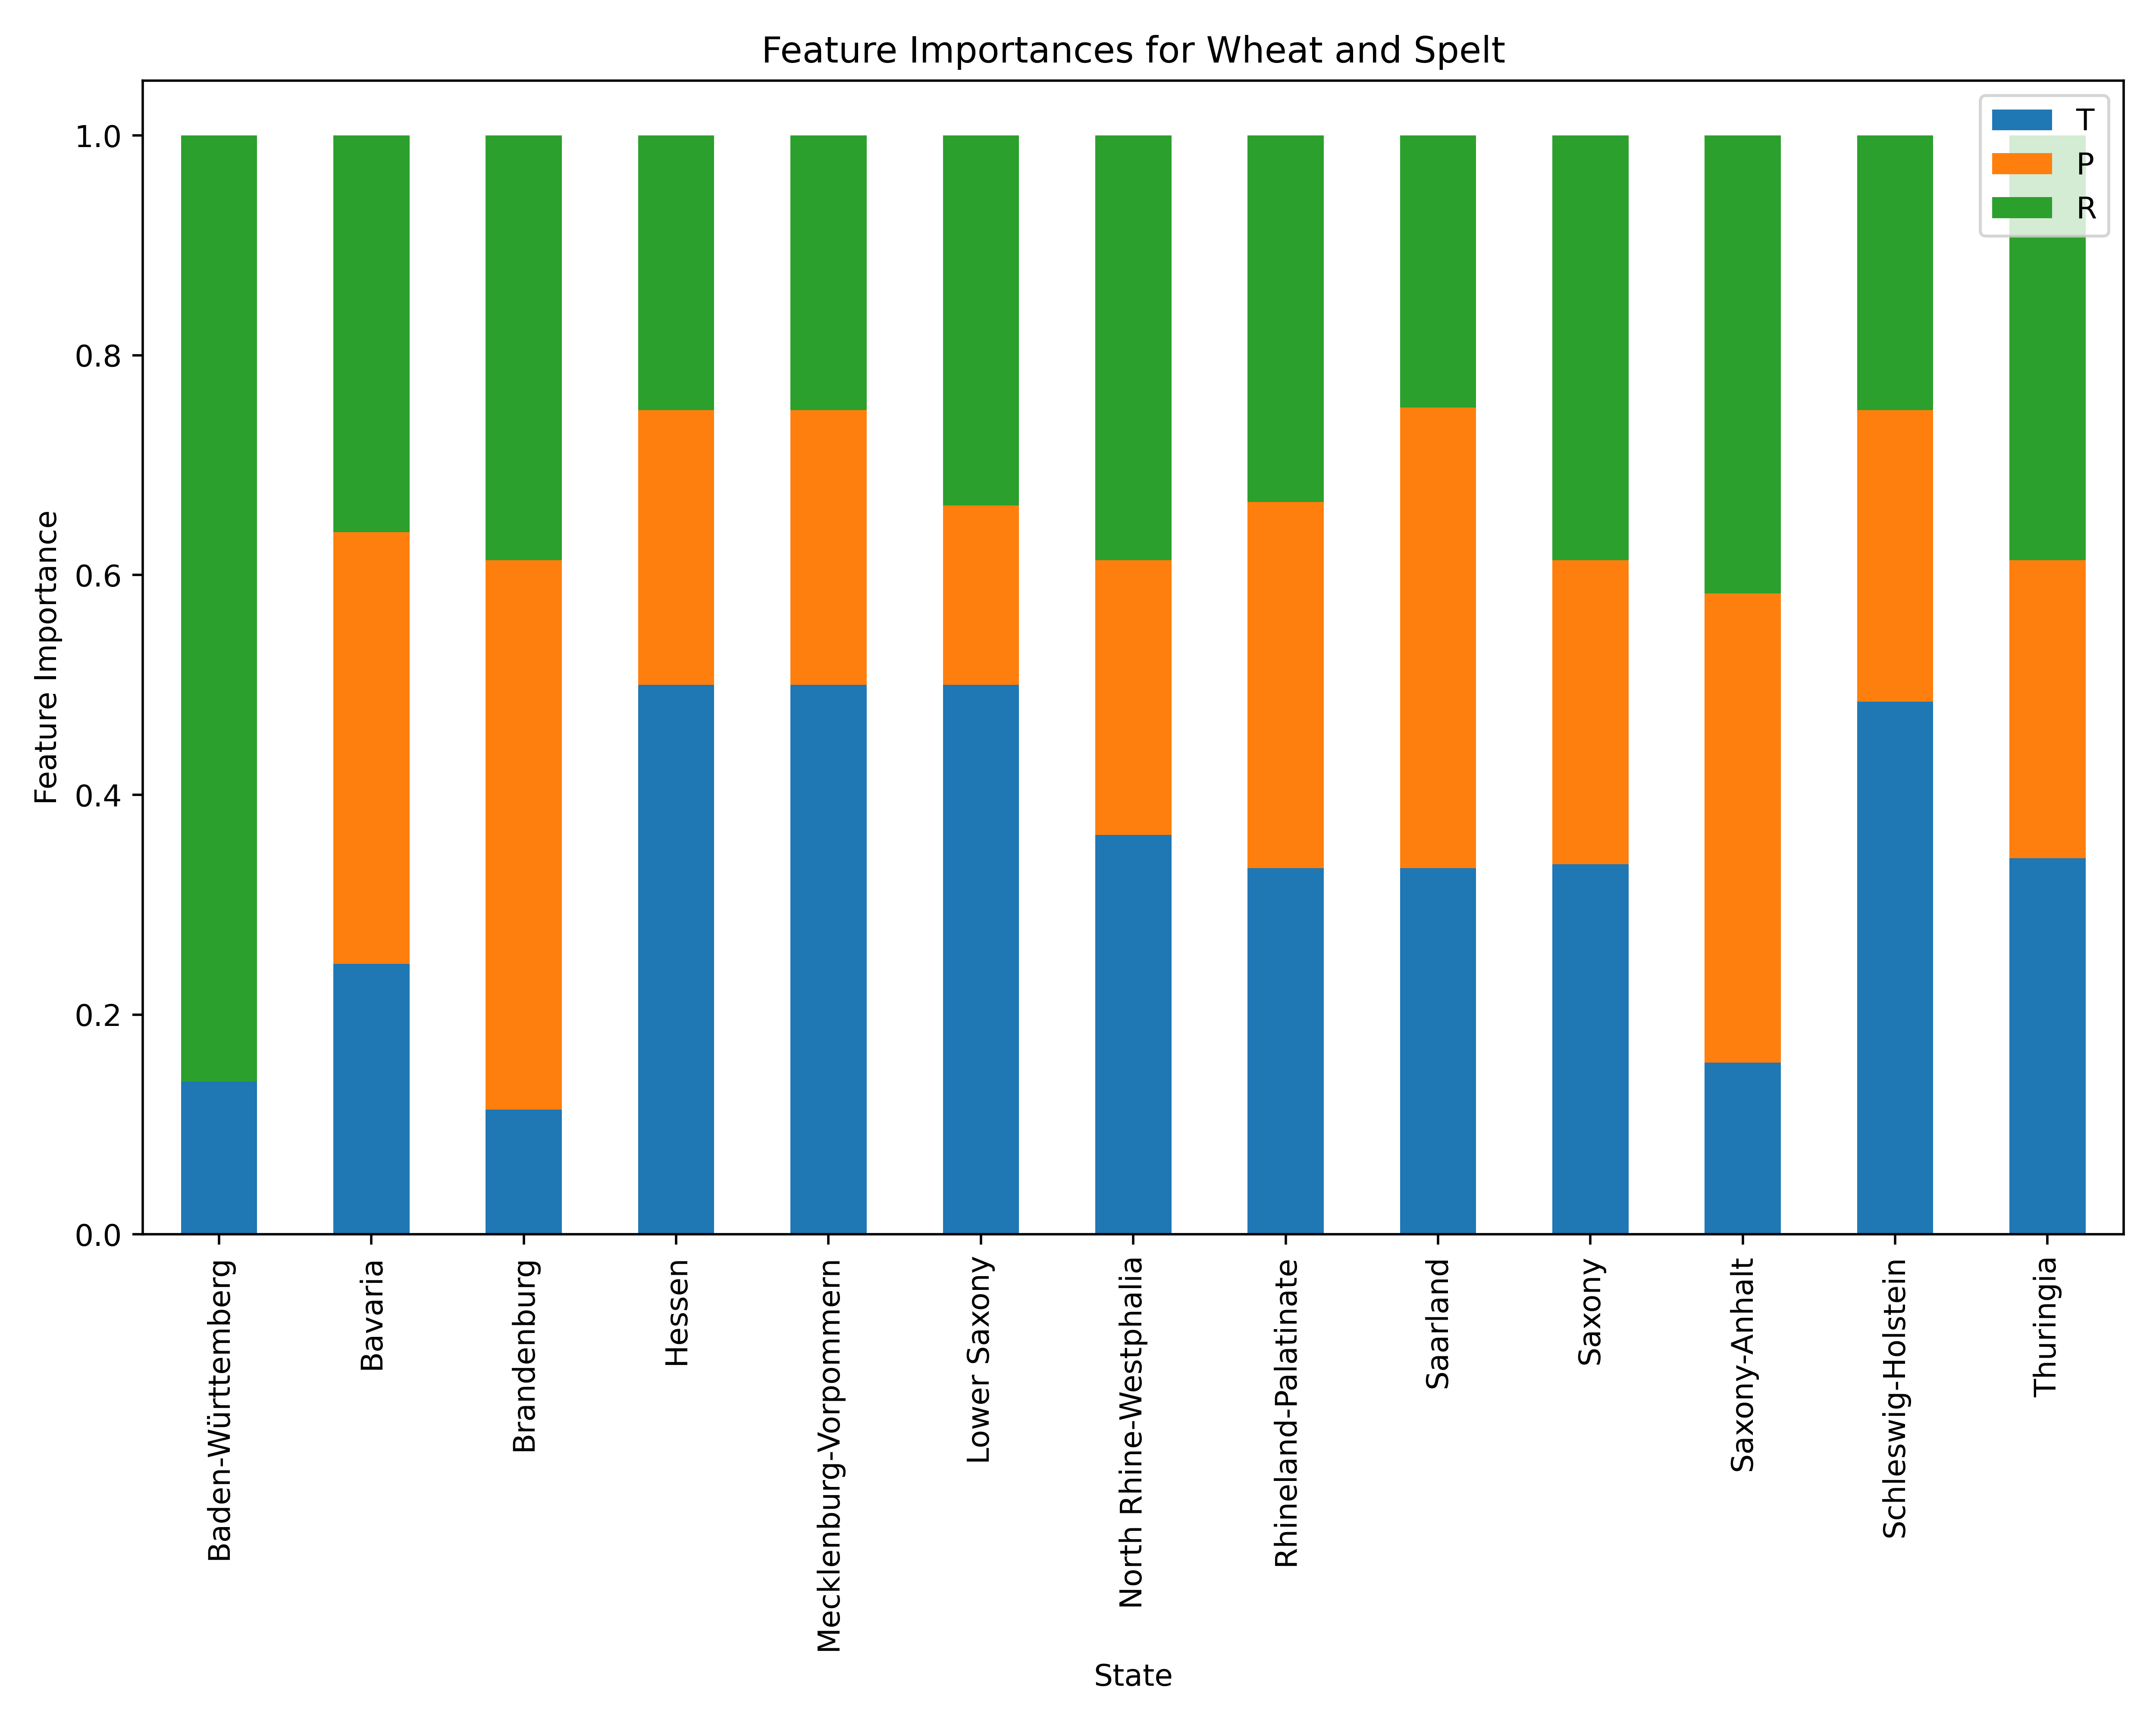 Feature Importances for Wheat and Spelt
T
P
R
1.0
0.8
0.6
0.4
0.2
0.0
Feature Importance
Baden-Württemberg
Bavaria
Brandenburg
Hessen
Mecklenburg-Vorpommern
Lower Saxony
North Rhine-Westphalia
Rhineland-Palatinate
Saarland
Saxony
Saxony-Anhalt
Schleswig-Holstein
Thuringia
State